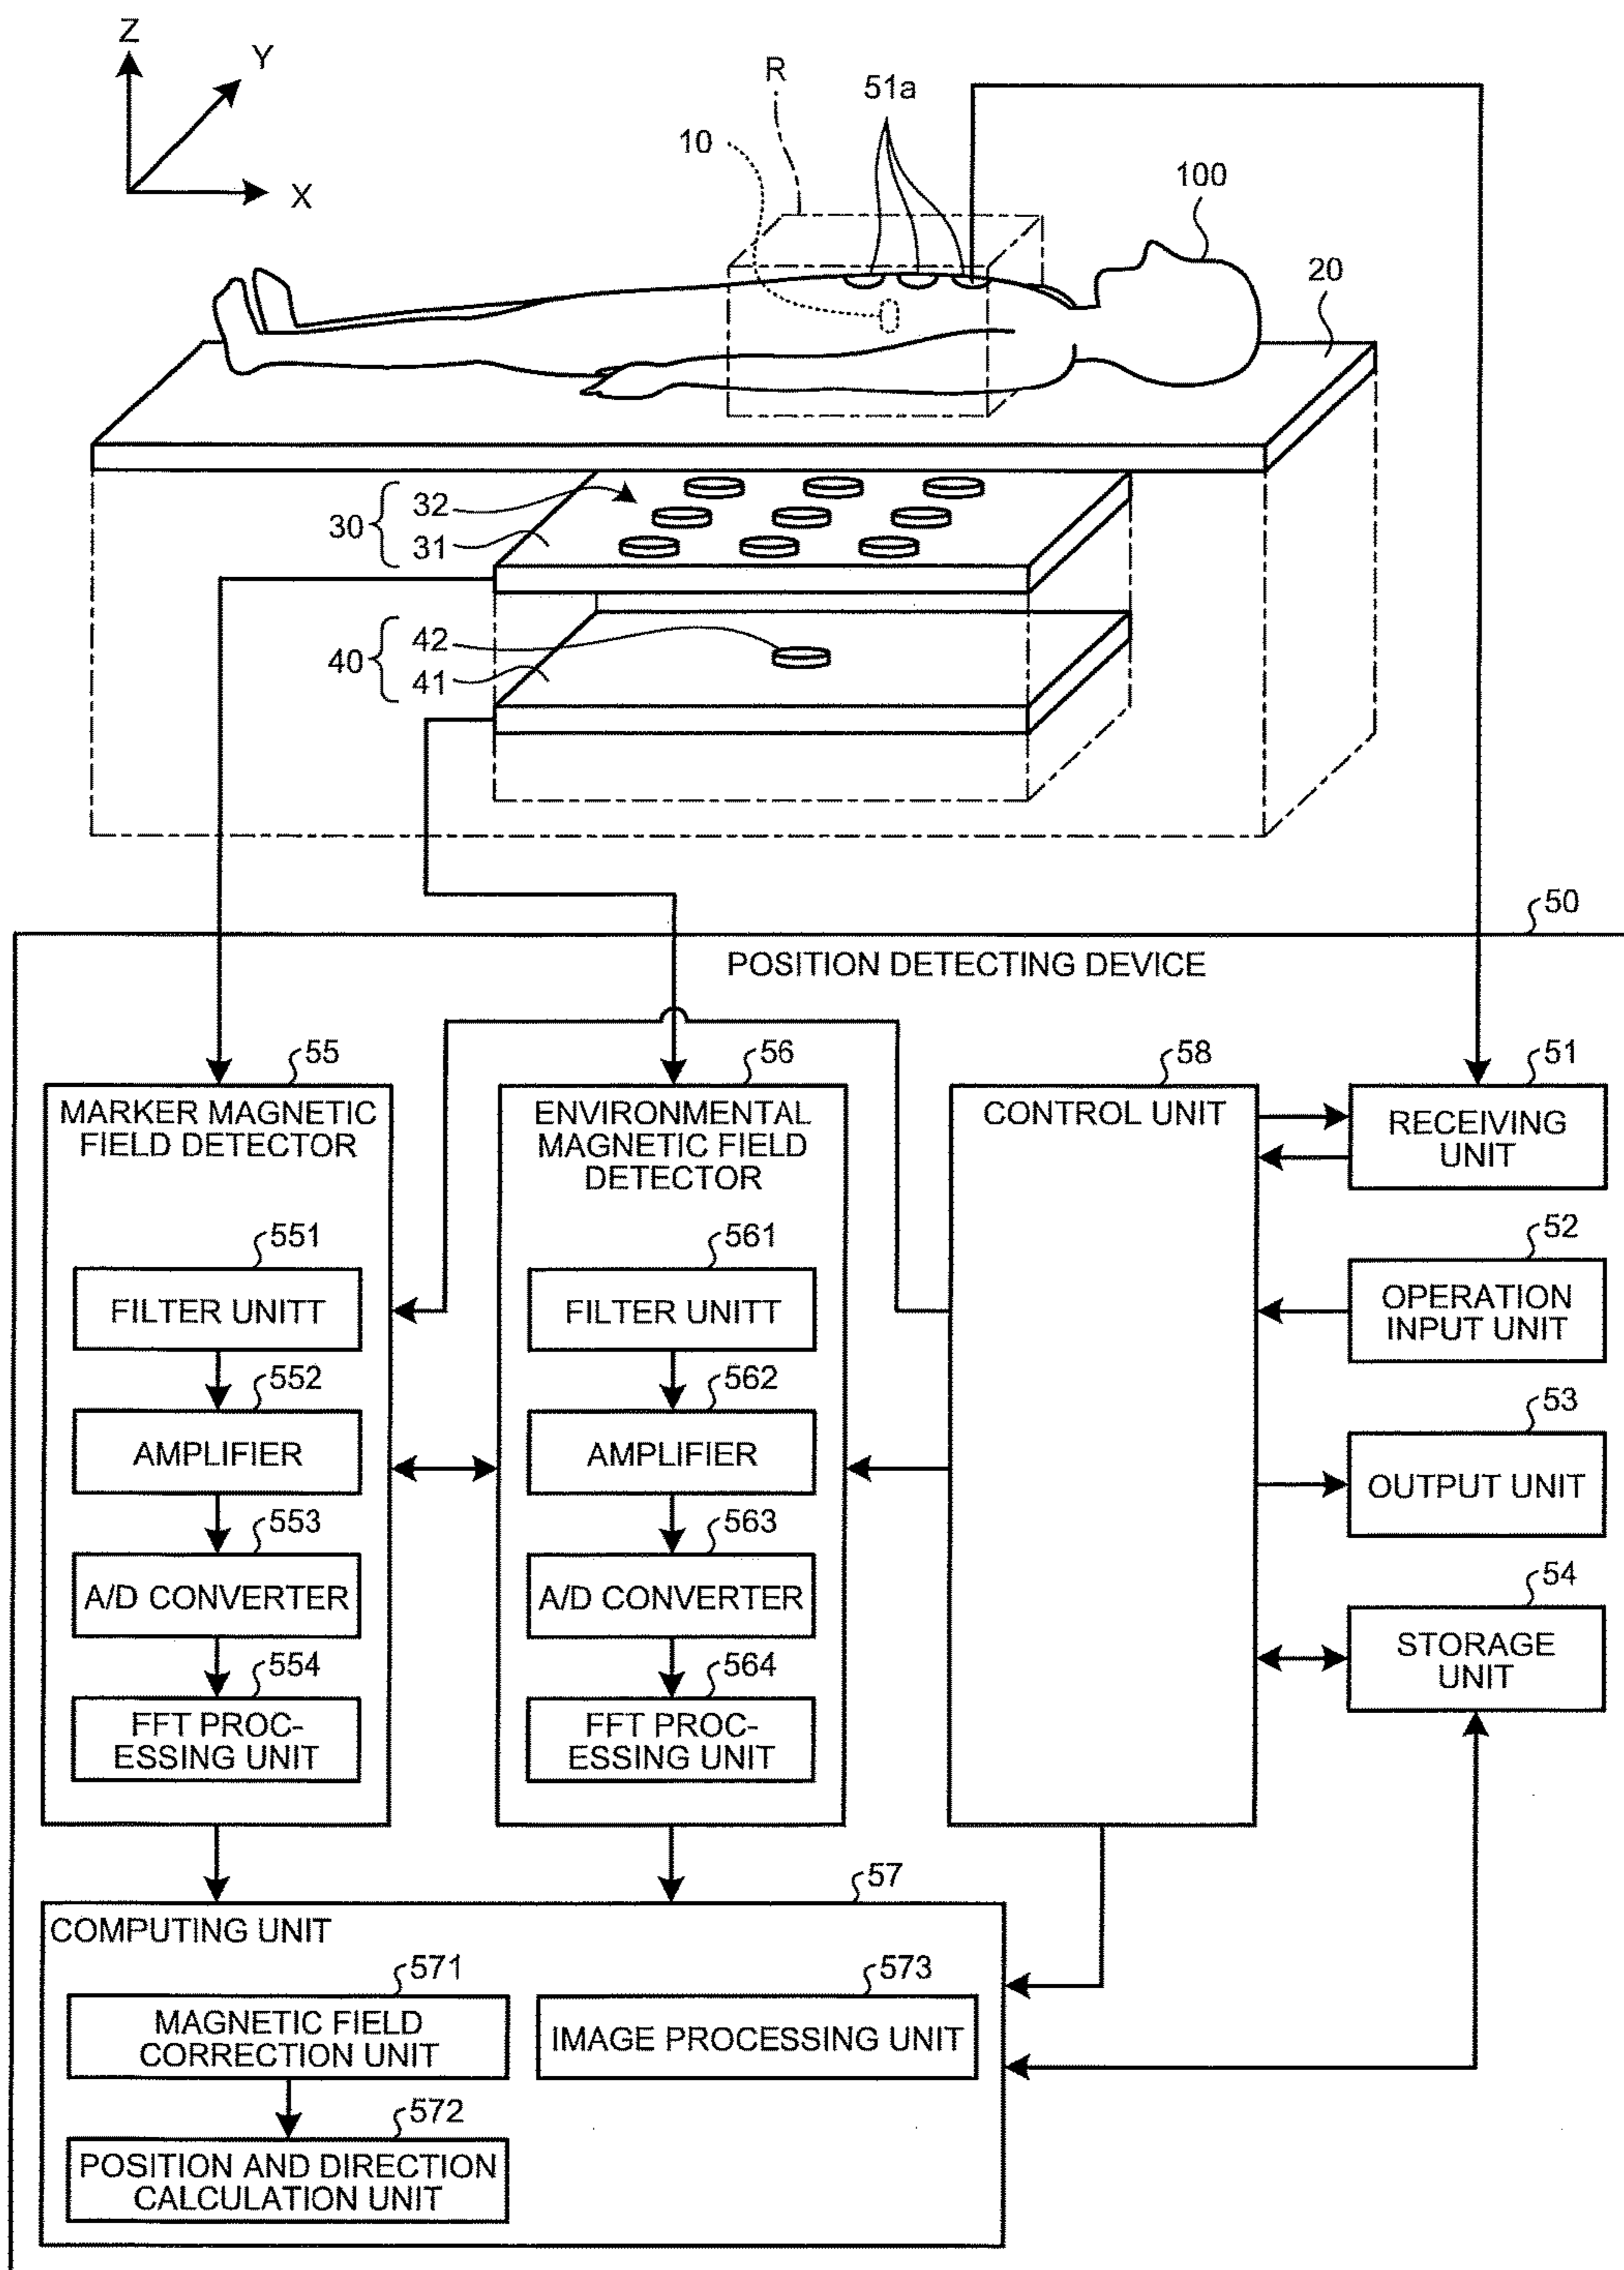 Z
Y
X
R
51a
10
100
20
30
32
31
40
42
41
50
POSITION DETECTING DEVICE
55
MARKER MAGNETIC
FIELD DETECTOR
56
ENVIRONMENTAL
MAGNETIC FIELD
DETECTOR
58
CONTROL UNIT
51
RECEIVING
UNIT
551
FILTER UNITT
561
FILTER UNITT
52
OPERATION
INPUT UNIT
552
AMPLIFIER
562
AMPLIFIER
53
OUTPUT UNIT
553
A/D CONVERTER
563
A/D CONVERTER
54
STORAGE
UNIT
554
FFT PROC-
ESSING UNIT
564
FFT PROC-
ESSING UNIT
57
COMPUTING UNIT
571
MAGNETIC FIELD
CORRECTION UNIT
573
IMAGE PROCESSING UNIT
572
POSITION AND DIRECTION
CALCULATION UNIT